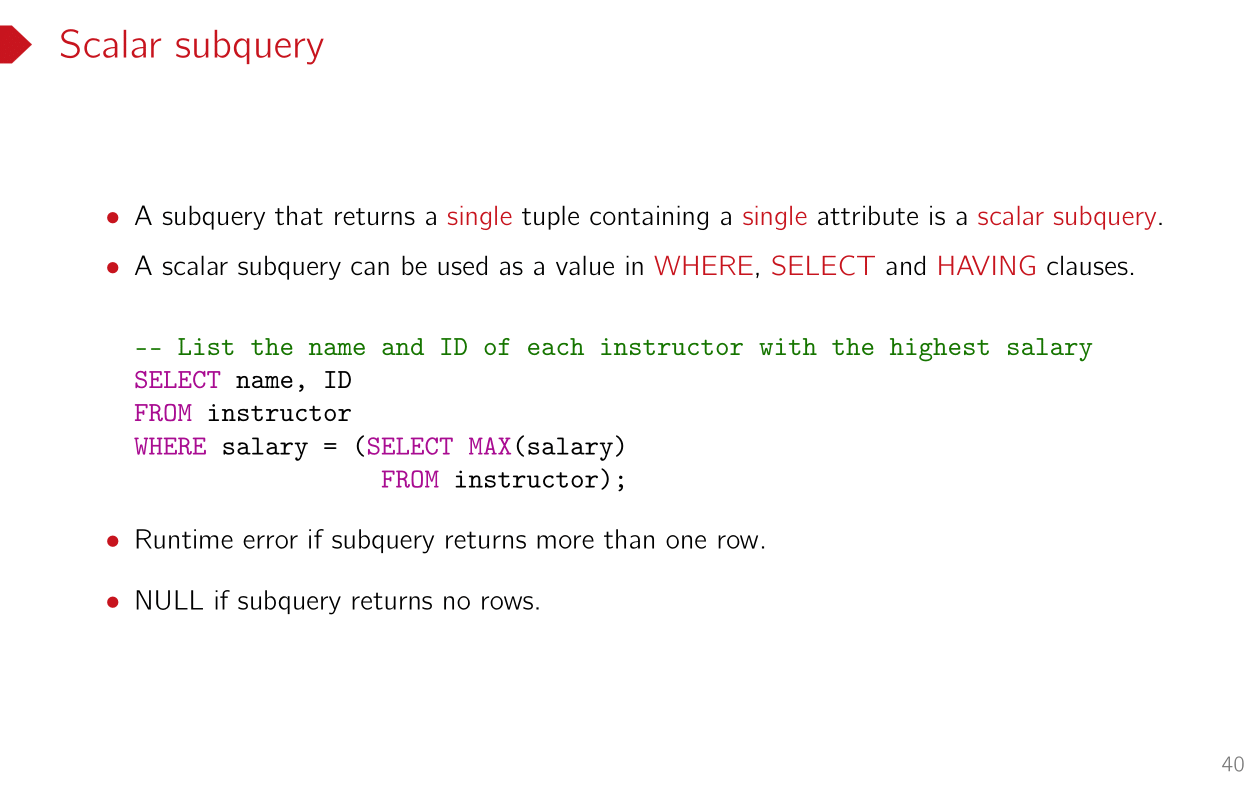 Scalar subquery
• A subquery that returns a single tuple containing a single attribute is a scalar subquery.
• A scalar subquery can be used as a value in WHERE, SELECT and HAVING clauses.
-- List the name and ID of each instructor with the highest salary
SELECT name, ID
FROM instructor
WHERE salary = (SELECT MAX(salary)
FROM instructor);
• Runtime error if subquery returns more than one row.
• NULL if subquery returns no rows.
40